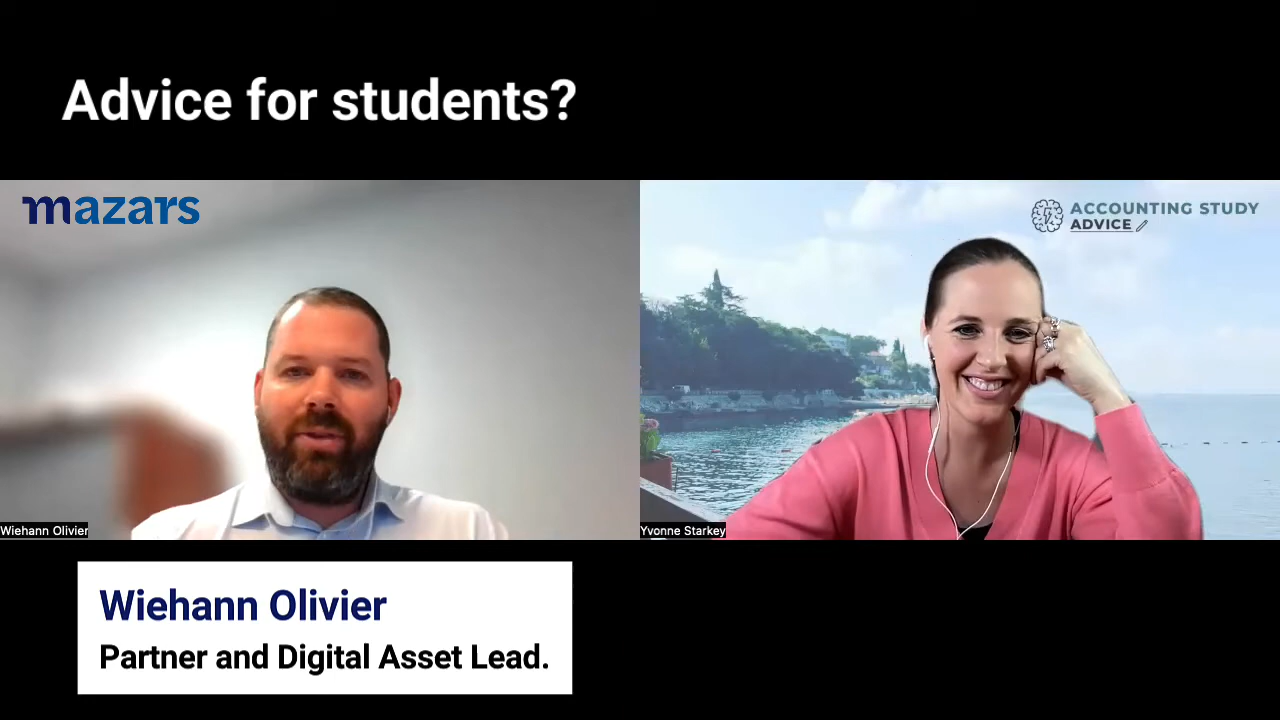 Advice for students?
mazars
ACCOUNTING STUDY
ADVICE
Wiehann Olivier
Yvonne Starkey
Wiehann Olivier
Partner and Digital Asset Lead.